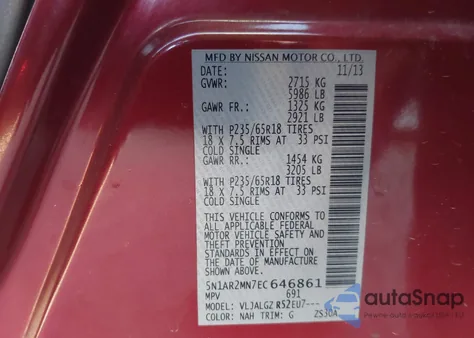 MFD BY NISSAN MOTOR CO., LTD.
DATE: 11/13
GVWR: 2715 KG
5986 LB
GAWR FR.: 1325 KG
2921 LB
WITH P235/65R18 TIRES
18 X 7.5 RIMS AT 33 PSI
COLD SINGLE
GAWR RR.: 1454 KG
3205 LB
WITH P235/65R18 TIRES
18 X 7.5 RIMS AT 33 PSI
COLD SINGLE
THIS VEHICLE CONFORMS TO
ALL APPLICABLE FEDERAL
MOTOR VEHICLE SAFETY AND
THEFT PREVENTION
STANDARDS IN EFFECT ON
THE DATE OF MANUFACTURE
SHOWN ABOVE.
5N1AR2MN7EC646861
MPV 691
MODEL: VLJALGZ R52EU7---
COLOR: NAH TRIM: G ZS30A
autoSnap